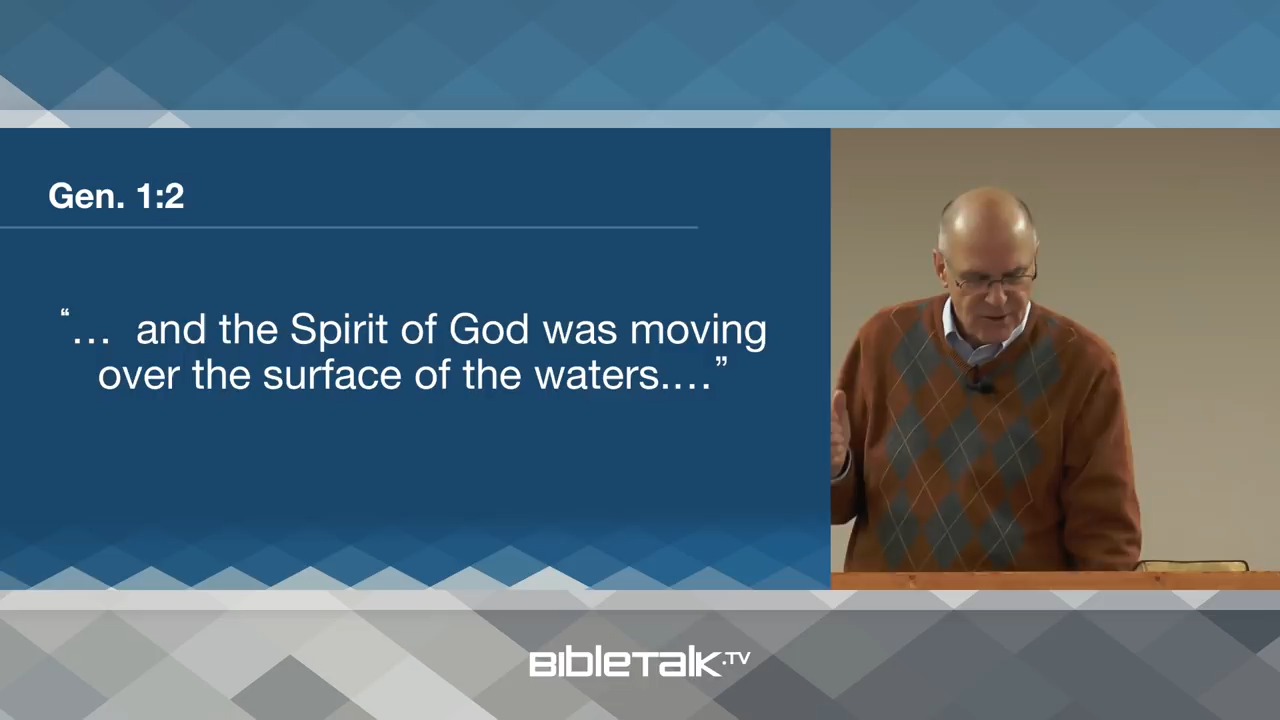 Gen. 1:2
“… and the Spirit of God was moving
over the surface of the waters.…”
BIBLETALK.TV